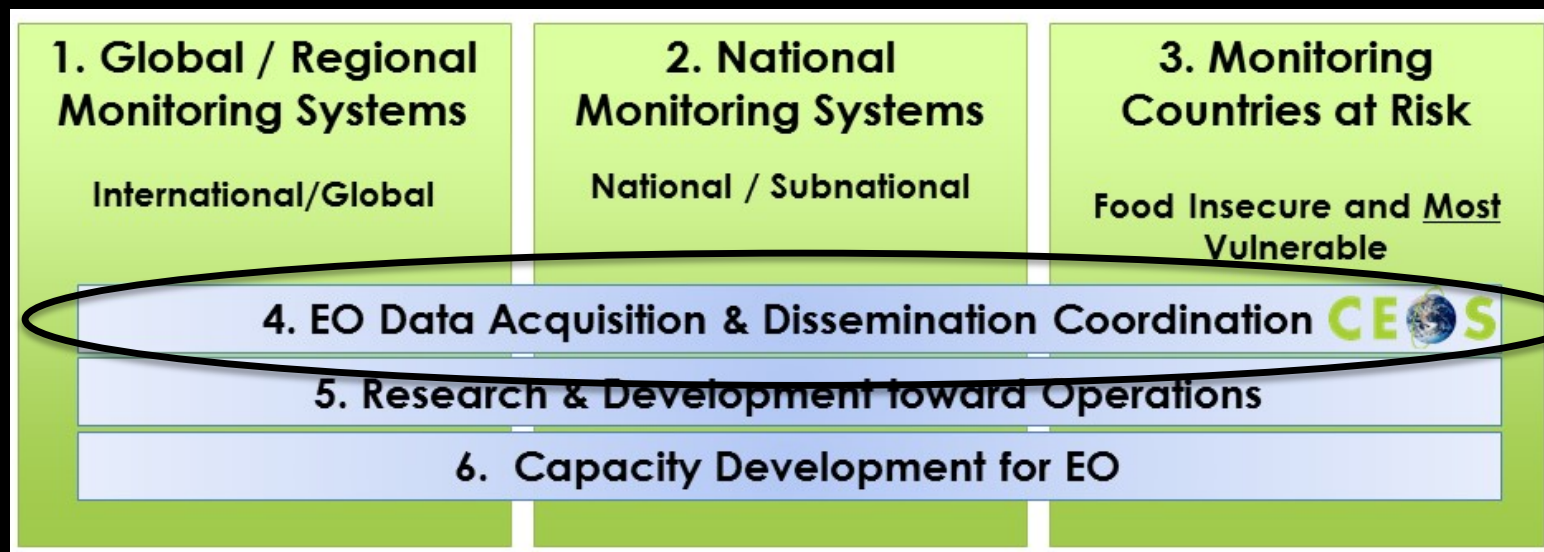 1. Global / Regional
Monitoring Systems
International/Global
2. National
Monitoring Systems
National / Subnational
3. Monitoring
Countries at Risk
Food Insecure and Most
Vulnerable
4. EO Data Acquisition & Dissemination Coordination CEOS
5. Research & Development toward Operations
6. Capacity Development for EO